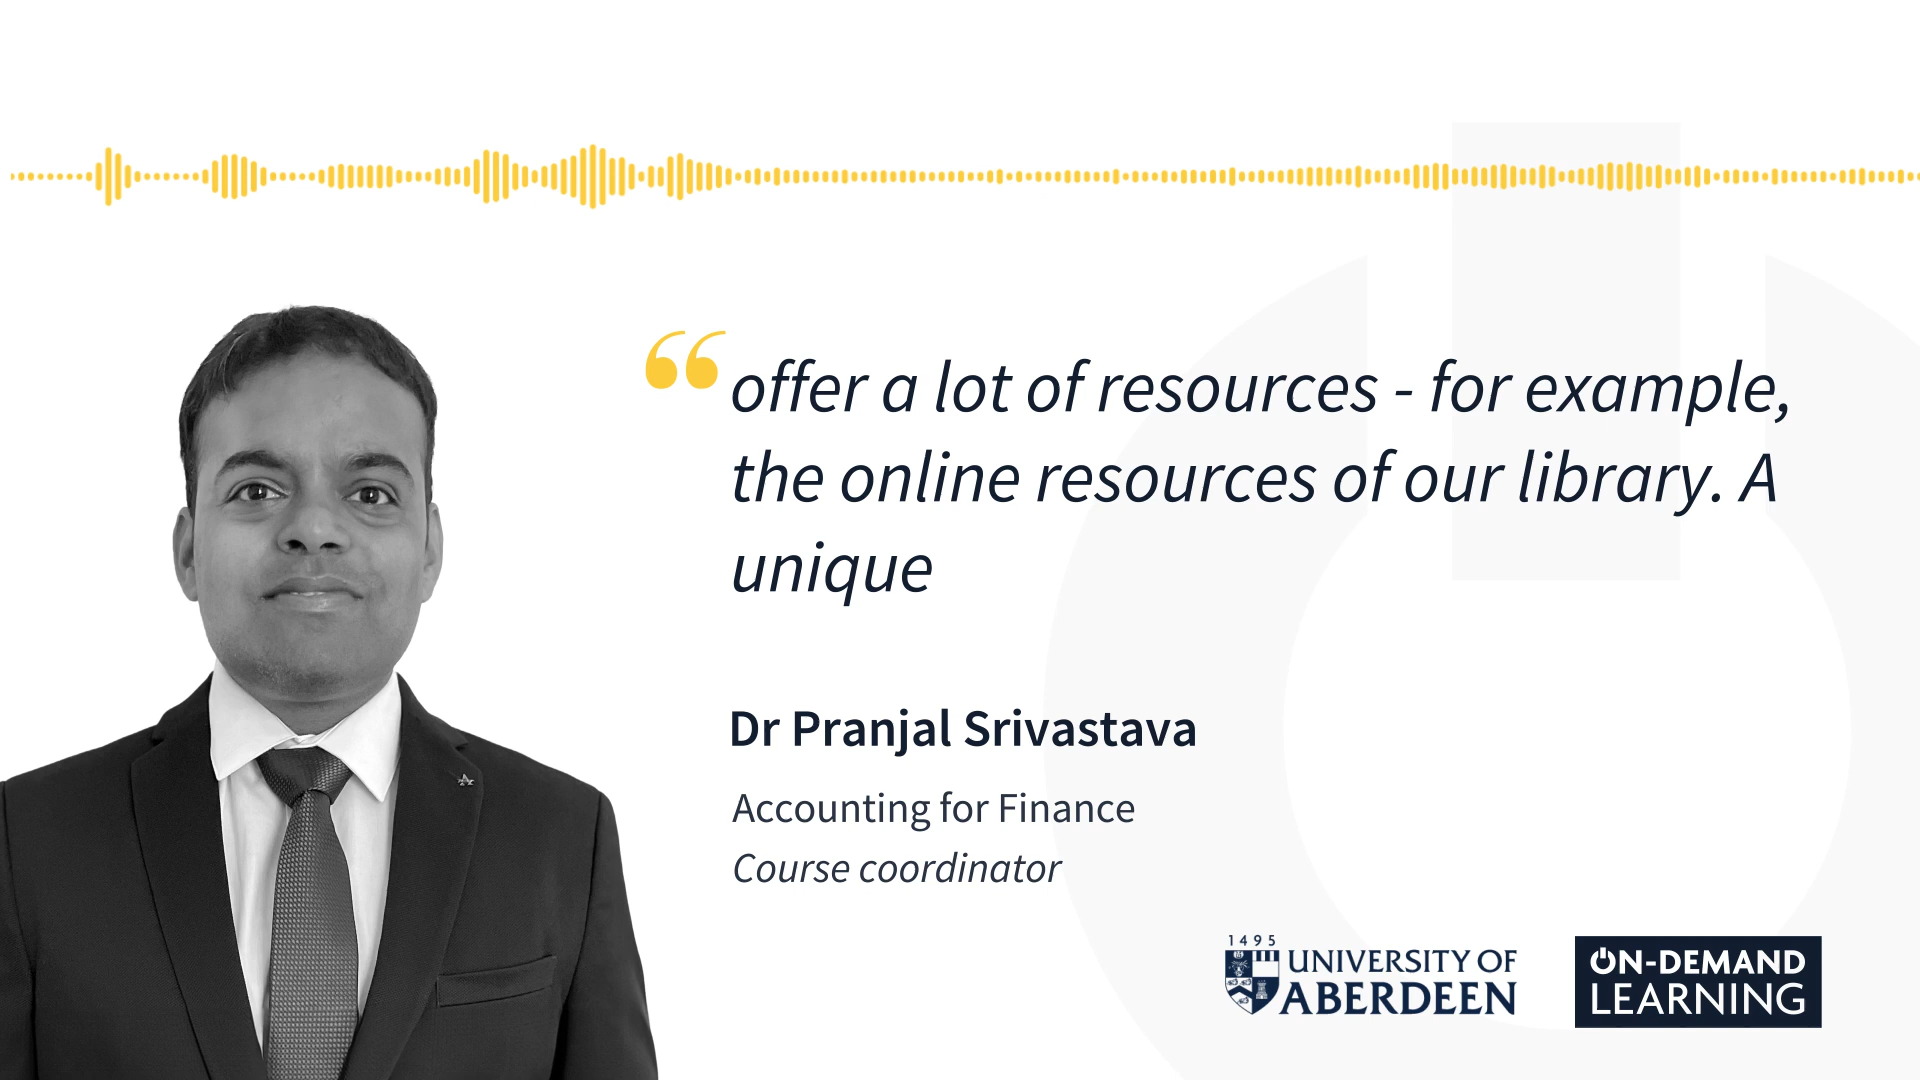 “offer a lot of resources - for example,
the online resources of our library. A
unique
Dr Pranjal Srivastava
Accounting for Finance
Course coordinator
1495
UNIVERSITY OF
ABERDEEN
ON-DEMAND
LEARNING